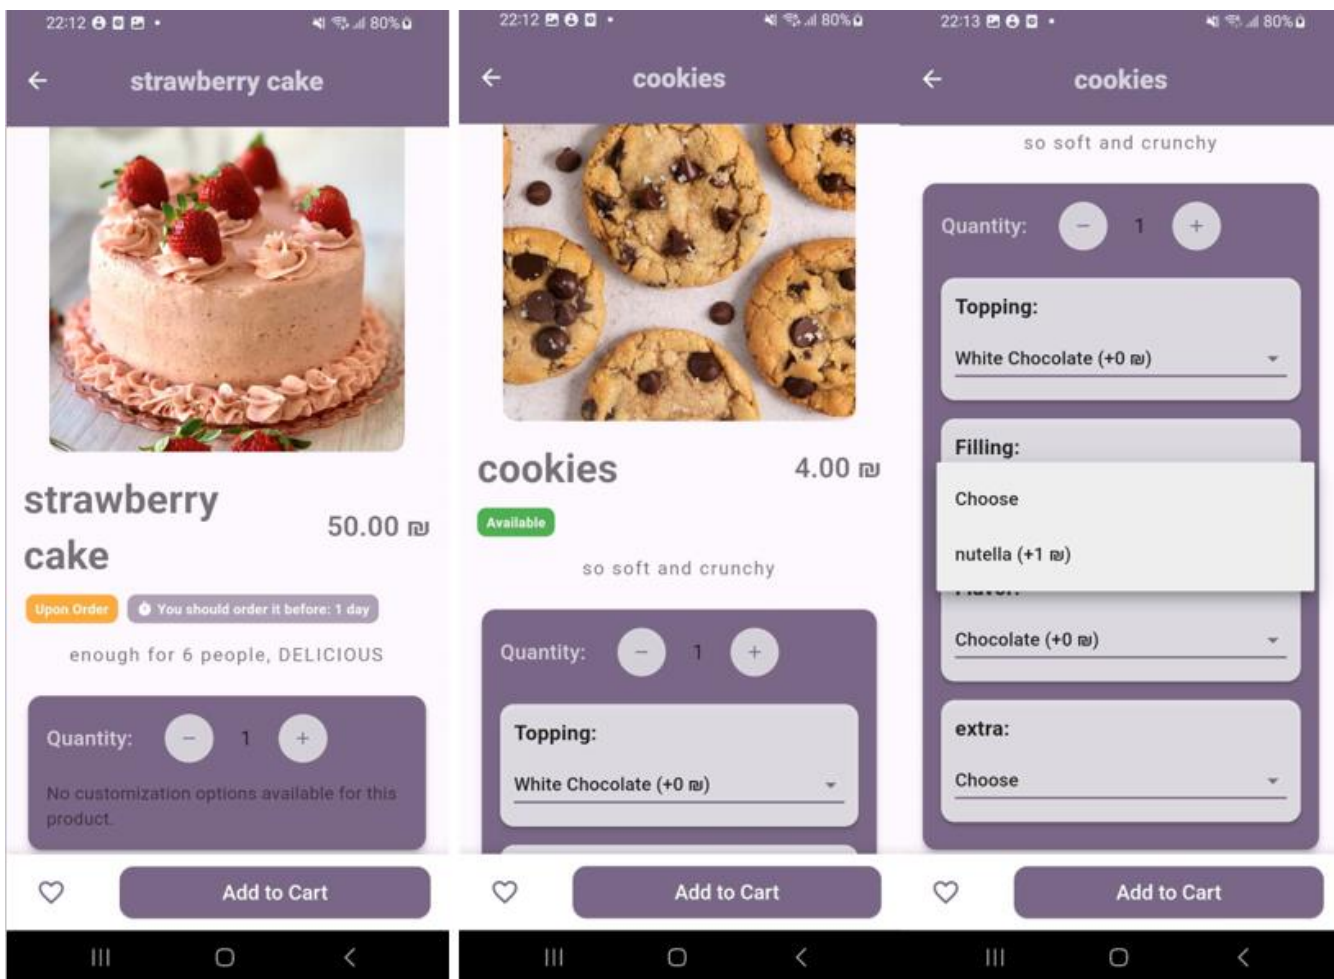 22:12
80%
strawberry cake
strawberry
cake
50.00 ₪
Upon Order
You should order it before: 1 day
enough for 6 people, DELICIOUS
Quantity:
−
1
+
No customization options available for this
product.
Add to Cart
22:12
80%
cookies
cookies
4.00 ₪
Available
so soft and crunchy
Quantity:
−
1
+
Topping:
White Chocolate (+0 ₪)
Add to Cart
22:13
80%
cookies
so soft and crunchy
Quantity:
−
1
+
Topping:
White Chocolate (+0 ₪)
Filling:
Choose
nutella (+1 ₪)
Chocolate (+0 ₪)
extra:
Choose
Add to Cart